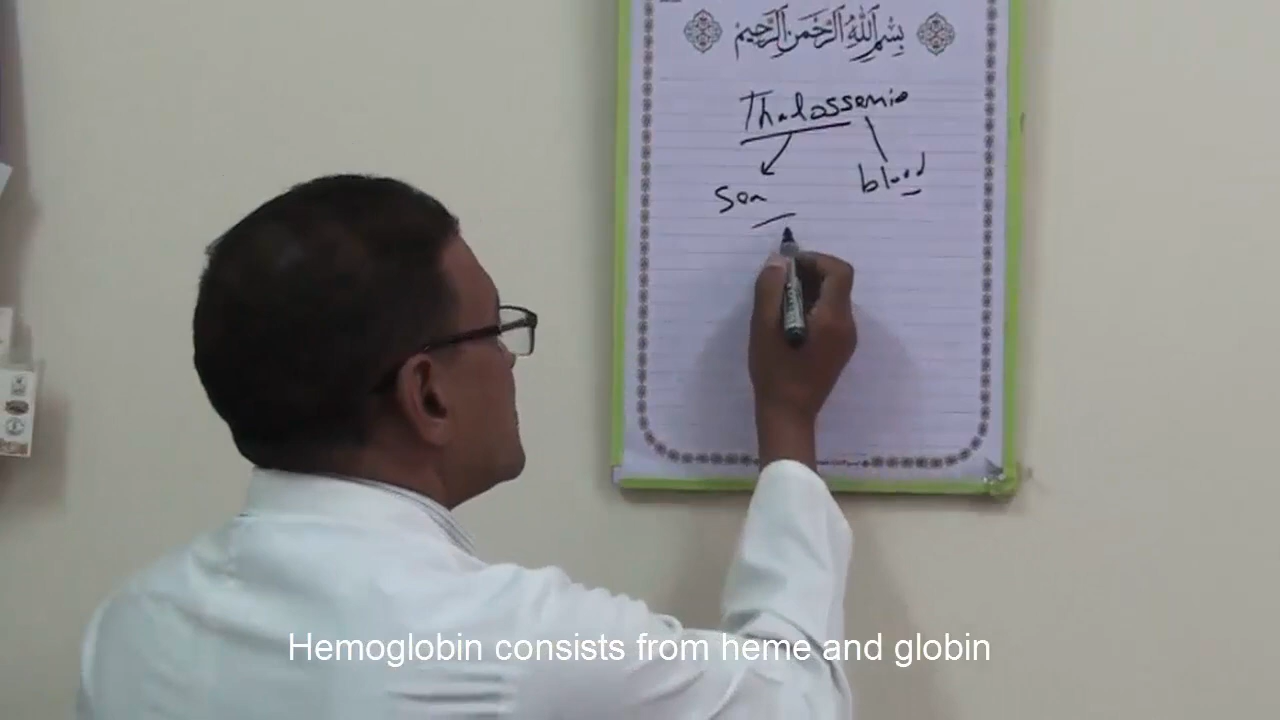 بِسْمِ اللَّهِ الرَّحْمَنِ الرَّحِيمِ
Thalassemia
Sea blood
Hemoglobin consists from heme and globin